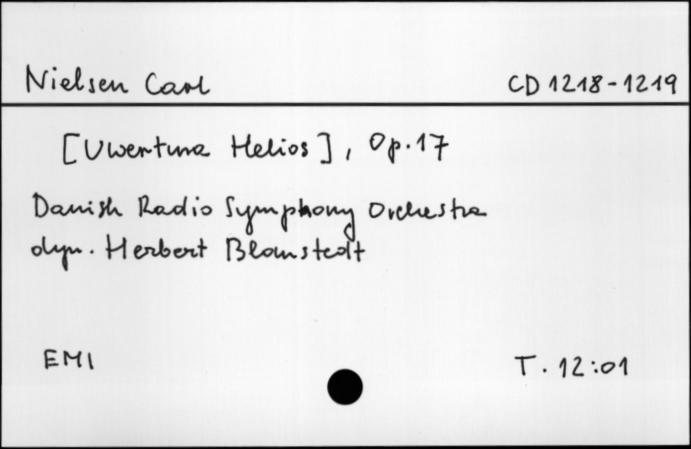 Nielsen Carl CD 1218-1219
[Uwertura Helios], Op. 17
Danish Radio Symphony Orchestra
dyr. Herbert Blomstedt
EMI T. 12:01